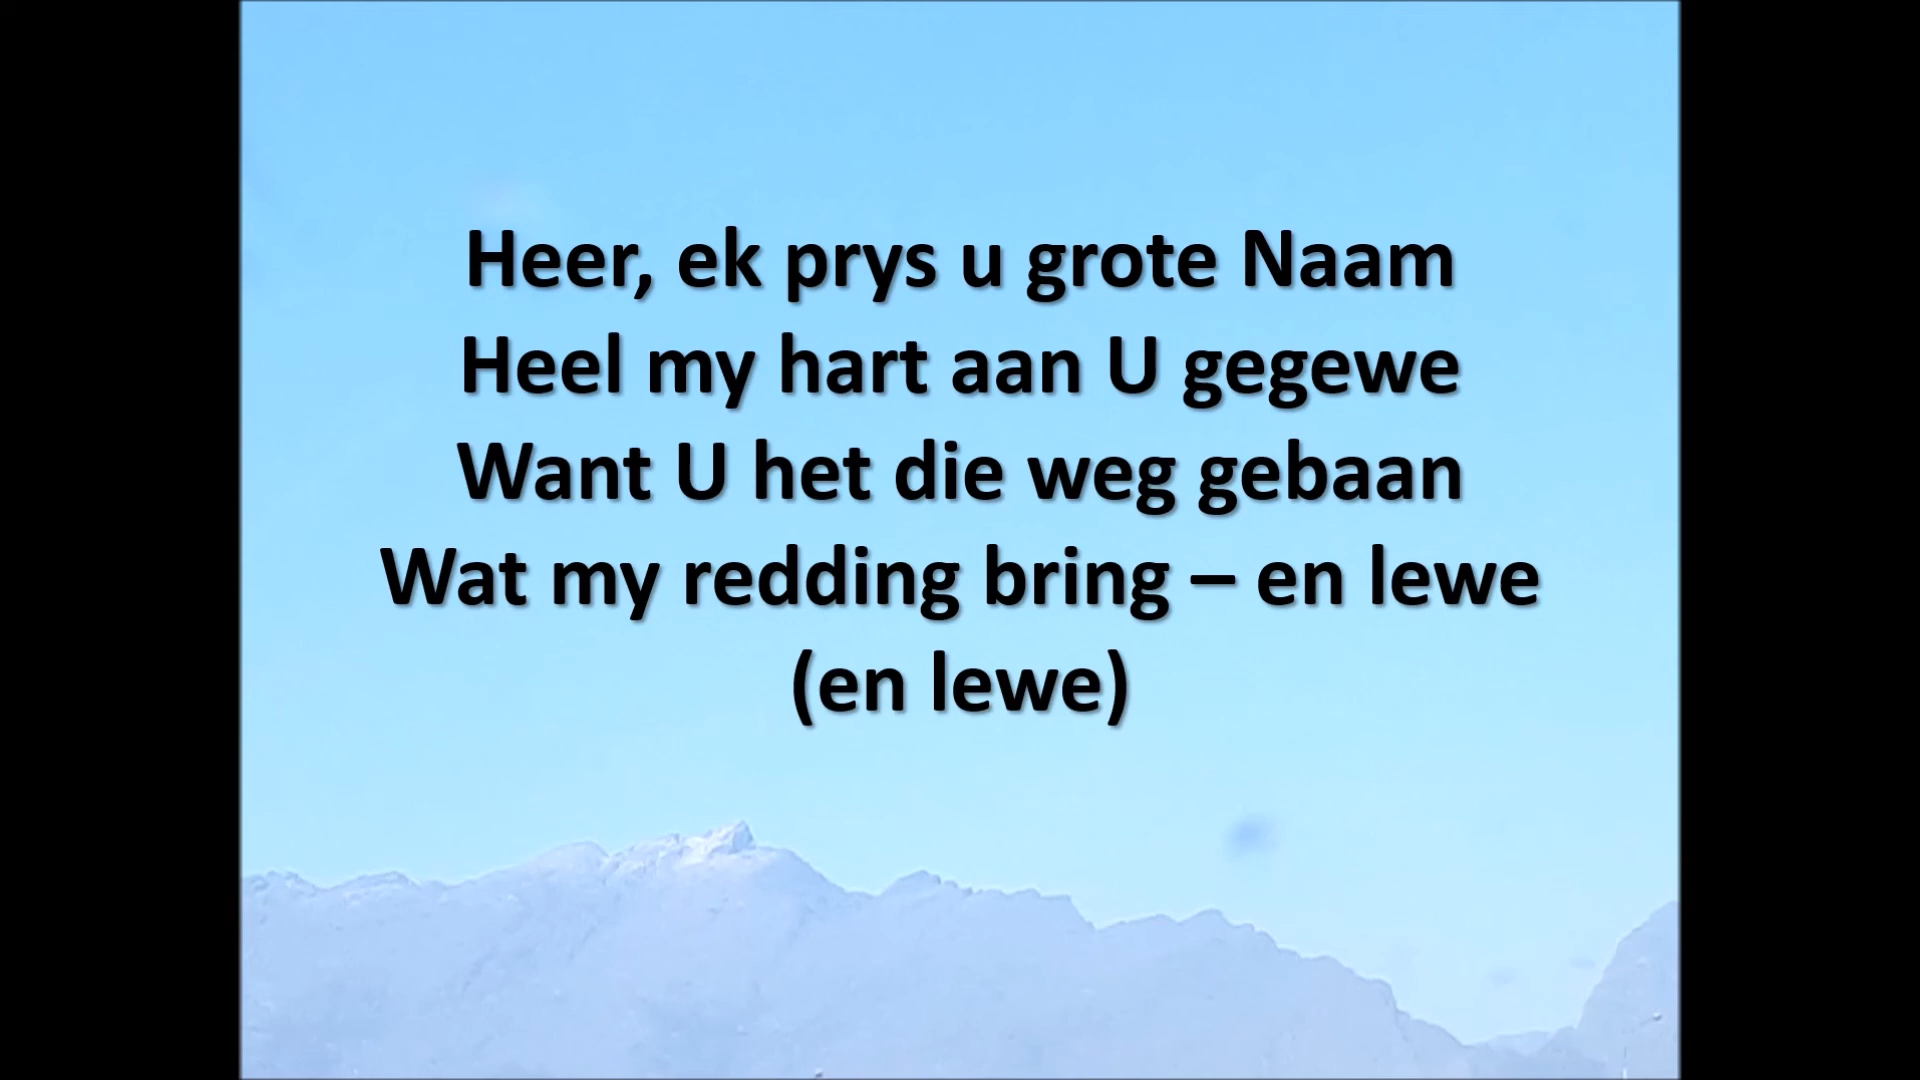 Heer, ek prys u grote Naam
Heel my hart aan U gegewe
Want U het die weg gebaan
Wat my redding bring – en lewe
(en lewe)